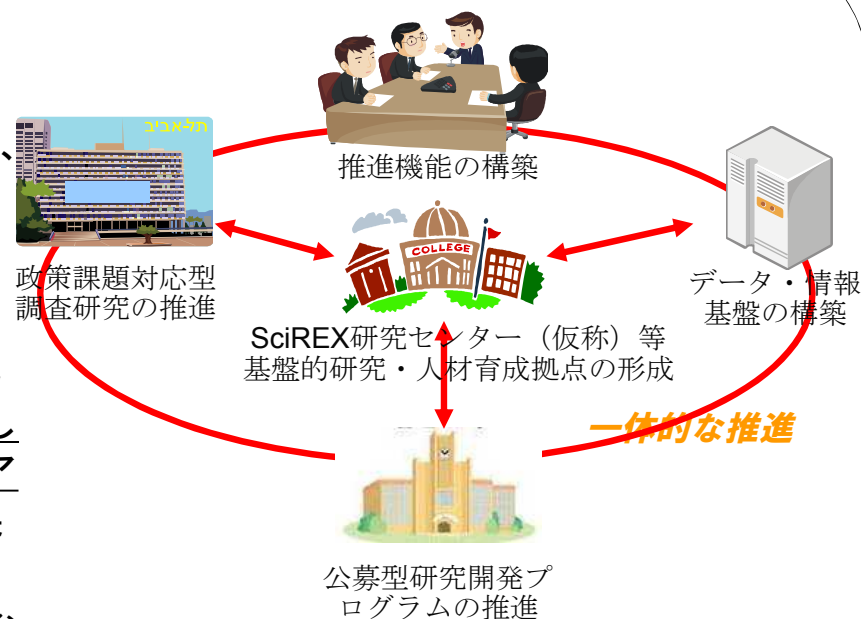 תל-אביב
推進機能の構築
政策課題対応型
調査研究の推進
COLLEGE
データ・情報
基盤の構築
SciREX研究センター（仮称）等
基盤的研究・人材育成拠点の形成
一体的な推進
公募型研究開発プ
ログラムの推進